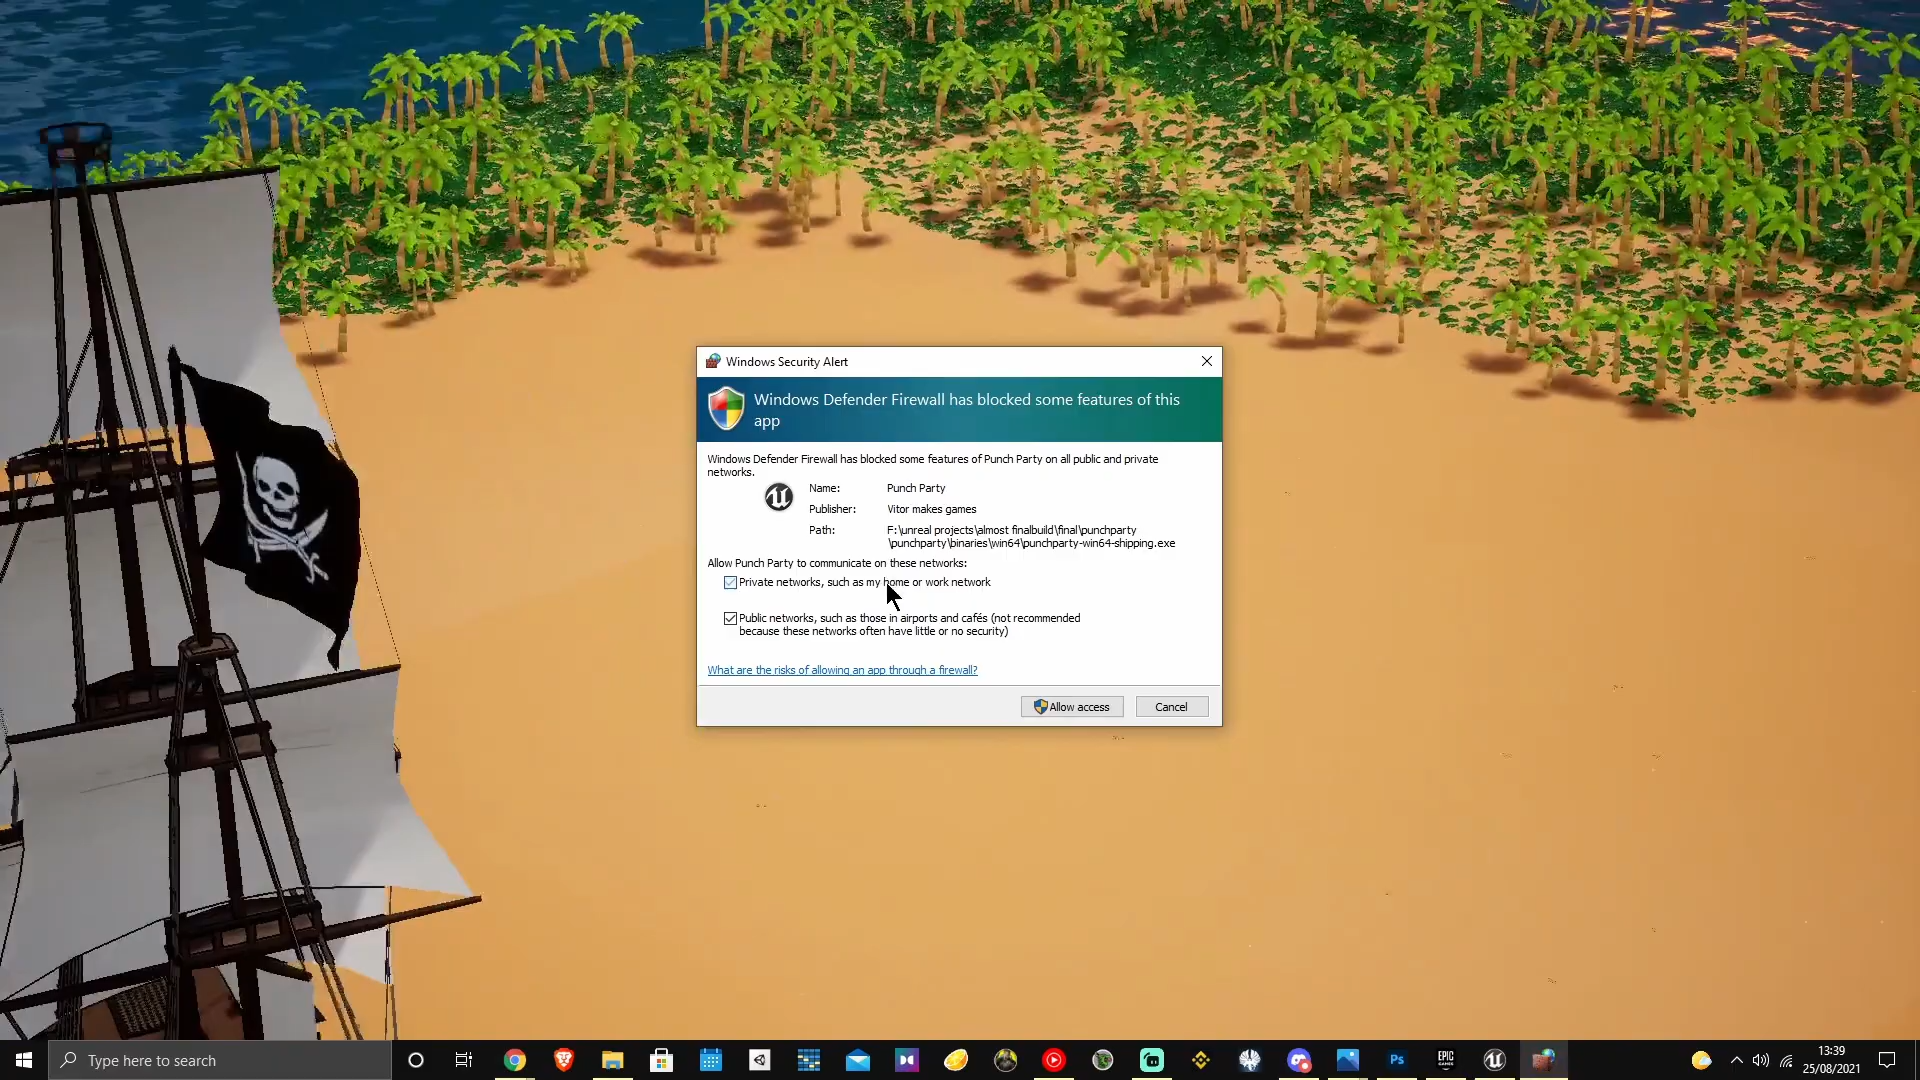 Windows Security Alert
Windows Defender Firewall has blocked some features of this
app
Windows Defender Firewall has blocked some features of Punch Party on all public and private
networks.
Name: Punch Party
Publisher: Vitor makes games
Path: F:\unreal projects\almost finalbuild\final\punchparty
\punchparty\binaries\win64\punchparty-win64-shipping.exe
Allow Punch Party to communicate on these networks:
Private networks, such as my home or work network
Public networks, such as those in airports and cafés (not recommended
because these networks often have little or no security)
What are the risks of allowing an app through a firewall?
Allow access
Cancel
Type here to search
Ps
EPIC
GAMES
13:39
25/08/2021